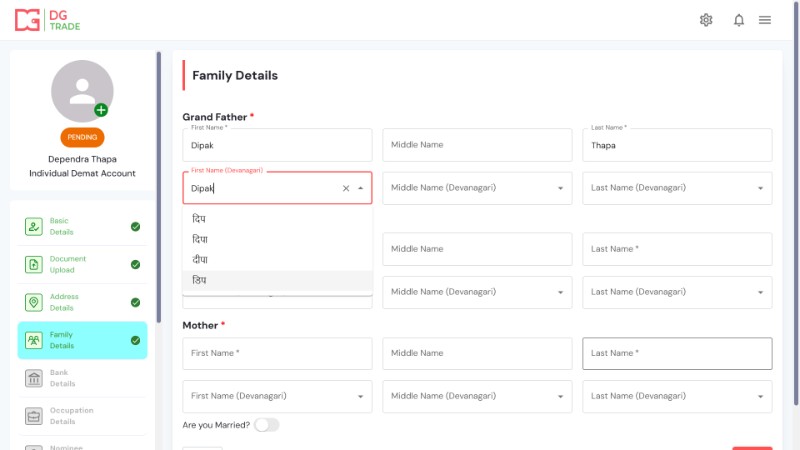 DG
TRADE
PENDING
Dependra Thapa
Individual Demat Account
Basic
Details
Document
Upload
Address
Details
Family
Details
Bank
Details
Occupation
Details
Nominee
Family Details
Grand Father *
First Name *
Dipak
Middle Name
Last Name *
Thapa
First Name (Devanagari)
Dipak
Middle Name (Devanagari)
Last Name (Devanagari)
दिप
दिपा
दीपा
डिप
Middle Name
Last Name *
Middle Name (Devanagari)
Last Name (Devanagari)
Mother *
First Name *
Middle Name
Last Name *
First Name (Devanagari)
Middle Name (Devanagari)
Last Name (Devanagari)
Are you Married?